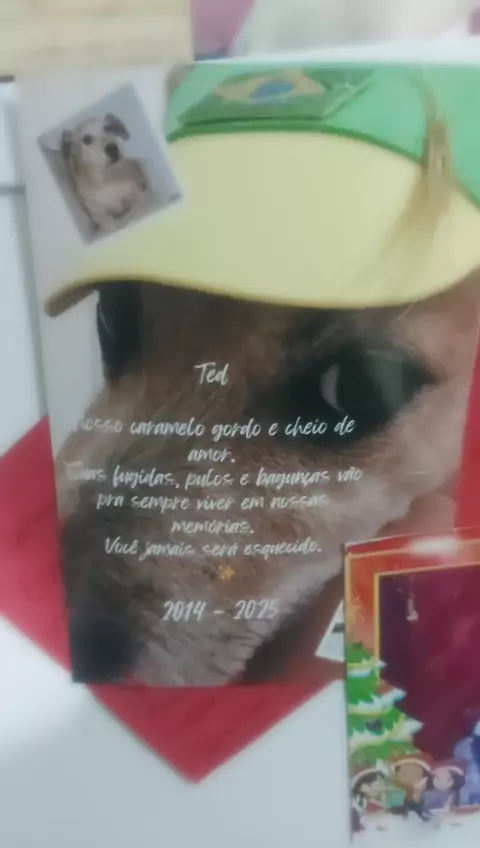 Ted
Nosso caramelo gordo e cheio de
amor.
Tuas fugidas, pulos e bagunças vão
pra sempre viver em nossas
memórias.
Você jamais será esquecido.
2014 - 2025